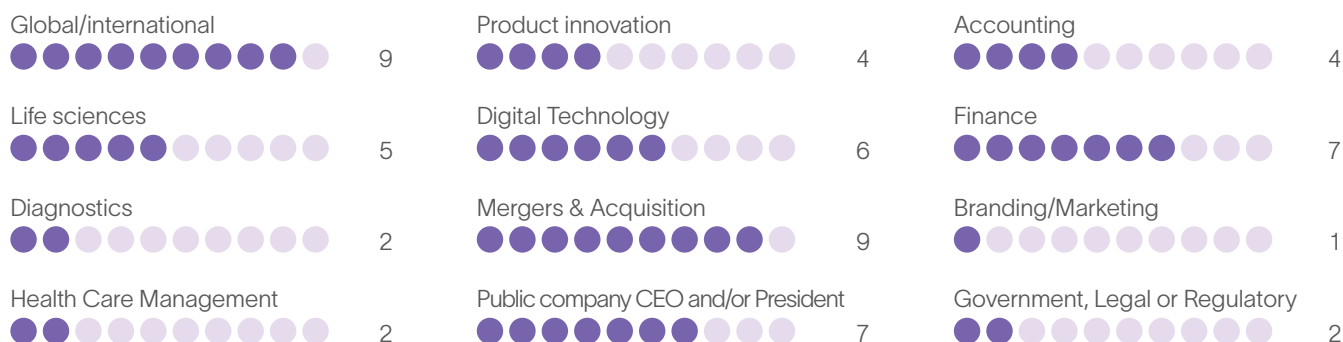 Global/international
9
Product innovation
4
Accounting
4
Life sciences
5
Digital Technology
6
Finance
7
Diagnostics
2
Mergers & Acquisition
9
Branding/Marketing
1
Health Care Management
2
Public company CEO and/or President
7
Government, Legal or Regulatory
2